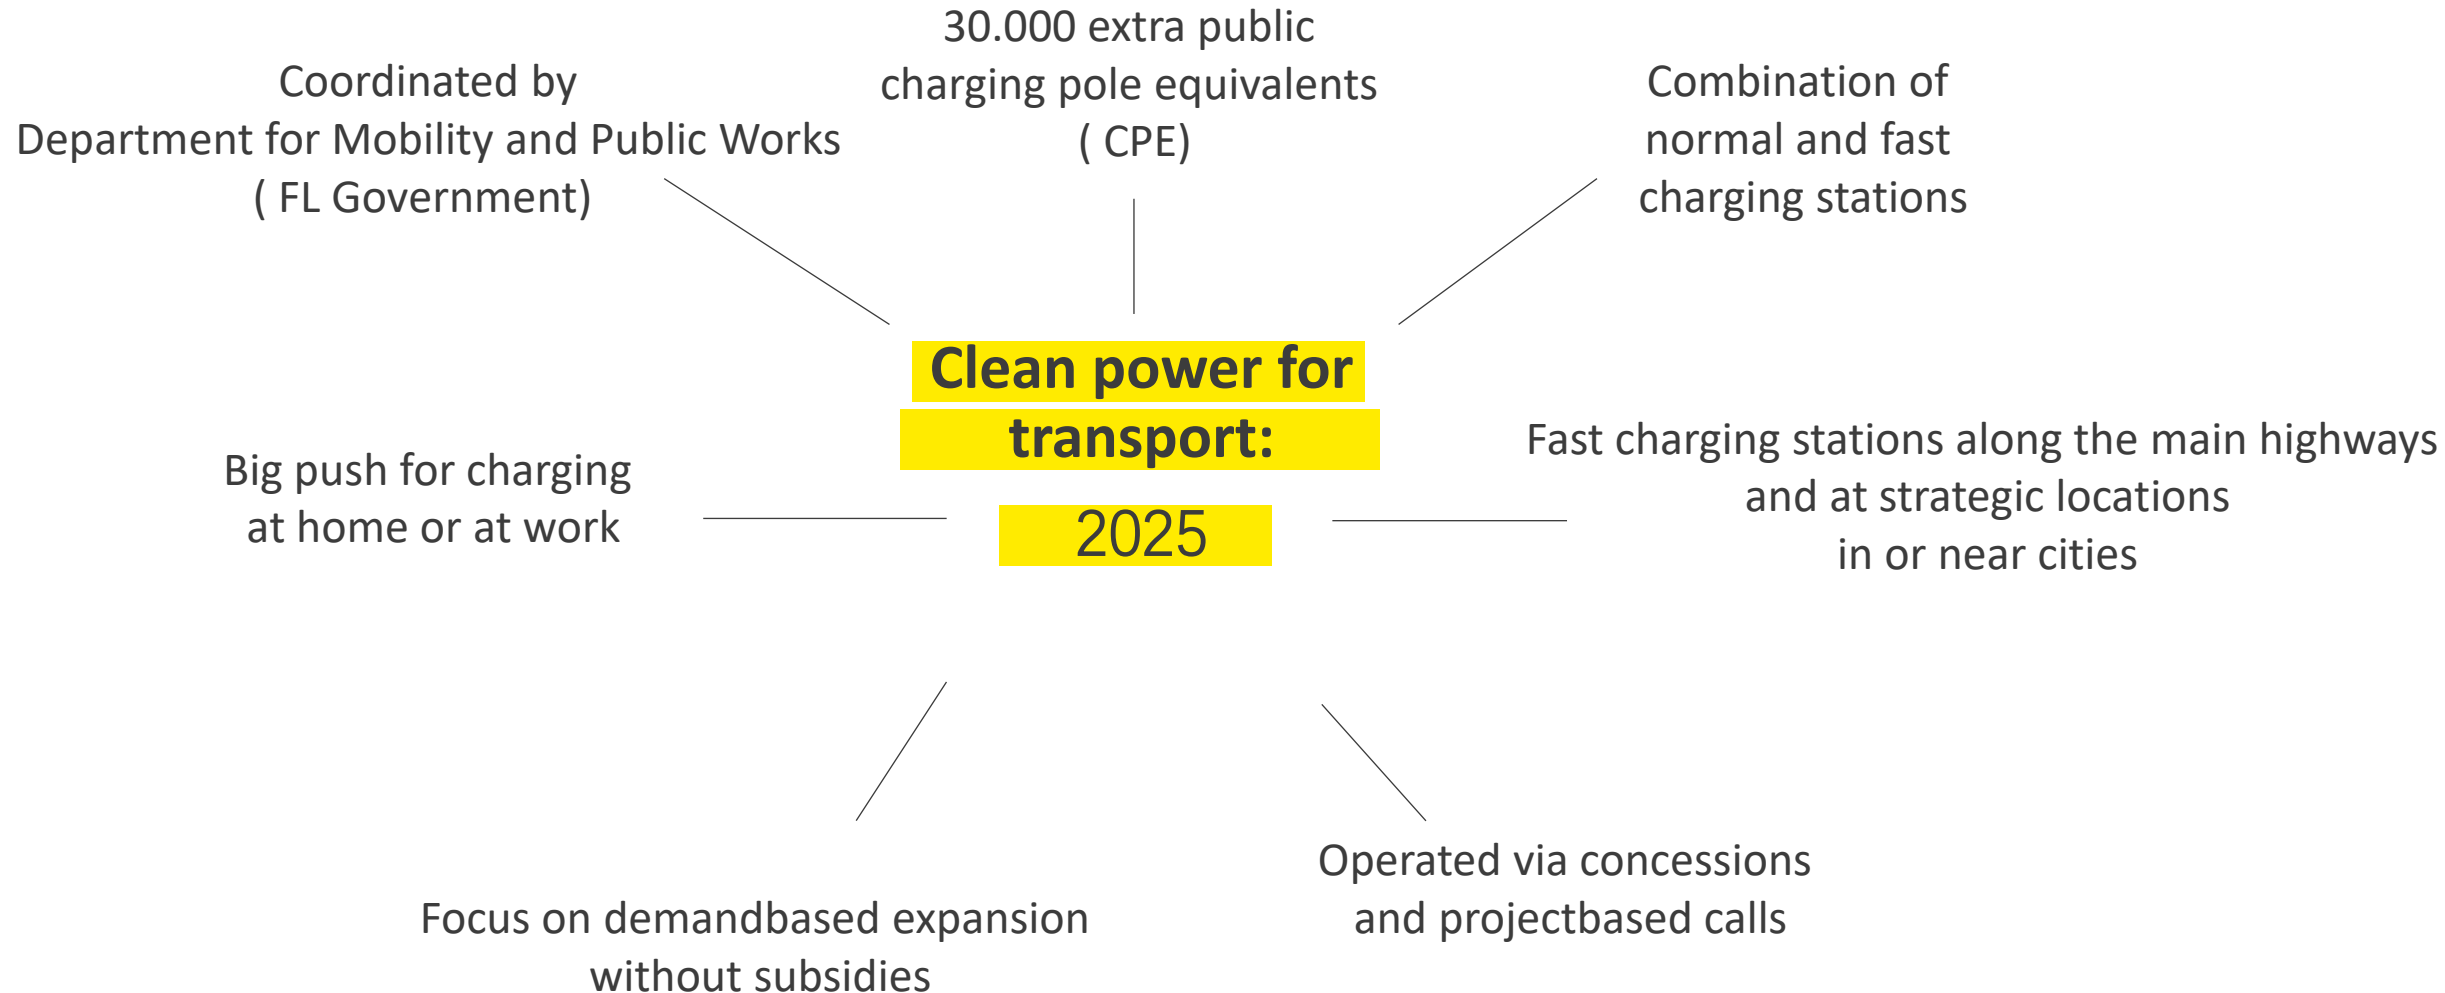 30.000 extra public
charging pole equivalents
( CPE)
Coordinated by
Department for Mobility and Public Works
( FL Government)
Combination of
normal and fast
charging stations
Clean power for
transport:
2025
Big push for charging
at home or at work
Fast charging stations along the main highways
and at strategic locations
in or near cities
Focus on demandbased expansion
without subsidies
Operated via concessions
and projectbased calls